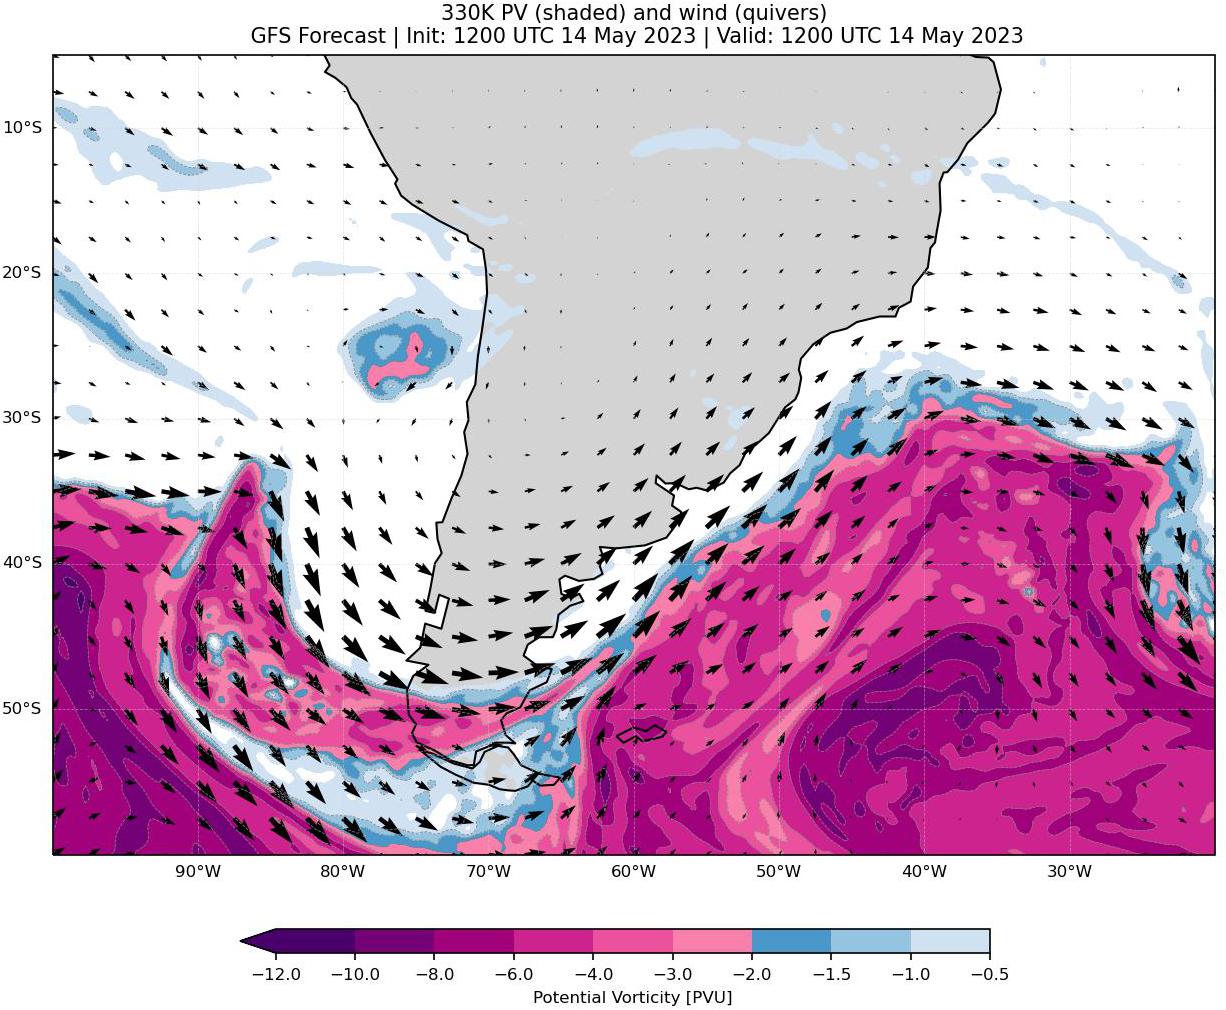 330K PV (shaded) and wind (quivers)
GFS Forecast | Init: 1200 UTC 14 May 2023 | Valid: 1200 UTC 14 May 2023
10°S
20°S
30°S
40°S
50°S
90°W 80°W 70°W 60°W 50°W 40°W 30°W
−12.0 −10.0 −8.0 −6.0 −4.0 −3.0 −2.0 −1.5 −1.0 −0.5
Potential Vorticity [PVU]